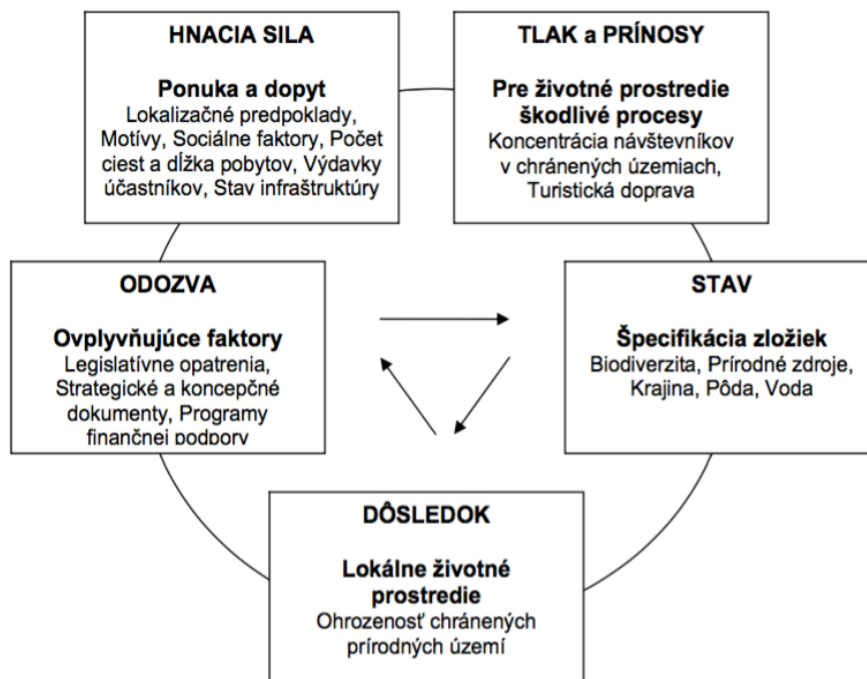 HNACIA SILA
Ponuka a dopyt
Lokalizačné predpoklady,
Motívy, Sociálne faktory, Počet
ciest a dĺžka pobytov, Výdavky
účastníkov, Stav infraštruktúry
TLAK a PRÍNOSY
Pre životné prostredie
škodlivé procesy
Koncentrácia návštevníkov
v chránených územiach,
Turistická doprava
ODOZVA
Ovplyvňujúce faktory
Legislatívne opatrenia,
Strategické a koncepčné
dokumenty, Programy
finančnej podpory
STAV
Špecifikácia zložiek
Biodiverzita, Prírodné zdroje,
Krajina, Pôda, Voda
DÔSLEDOK
Lokálne životné
prostredie
Ohrozenosť chránených
prírodných území